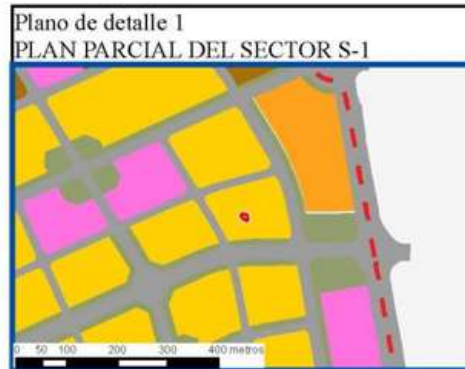 Plano de detalle 1
PLAN PARCIAL DEL SECTOR S-1
0 50 100 200 300 400 metros